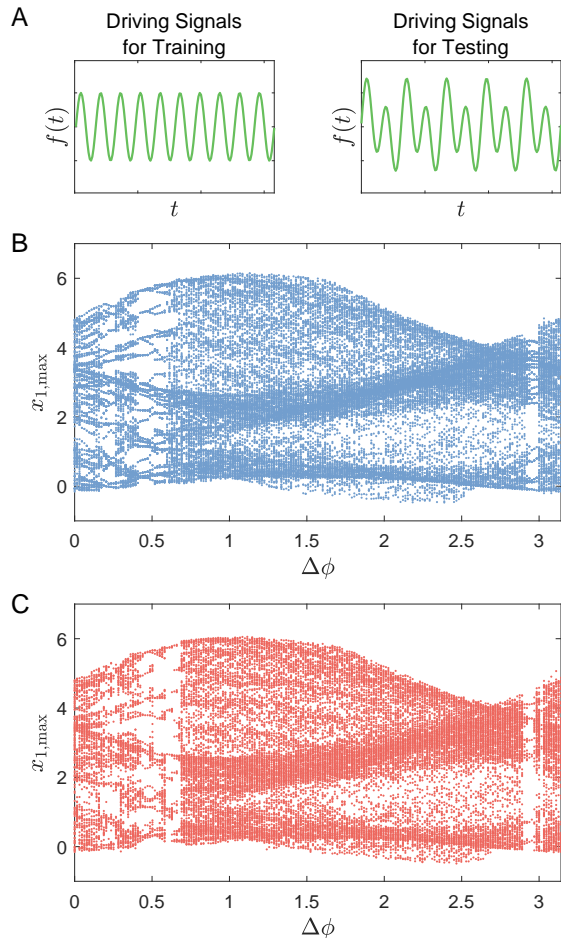 A
Driving Signals
for Training
Driving Signals
for Testing
f(t)
f(t)
t
t
B
6
4
2
0
x1,max
0
0.5
1
1.5
2
2.5
3
Δϕ
C
6
4
2
0
x1,max
0
0.5
1
1.5
2
2.5
3
Δϕ